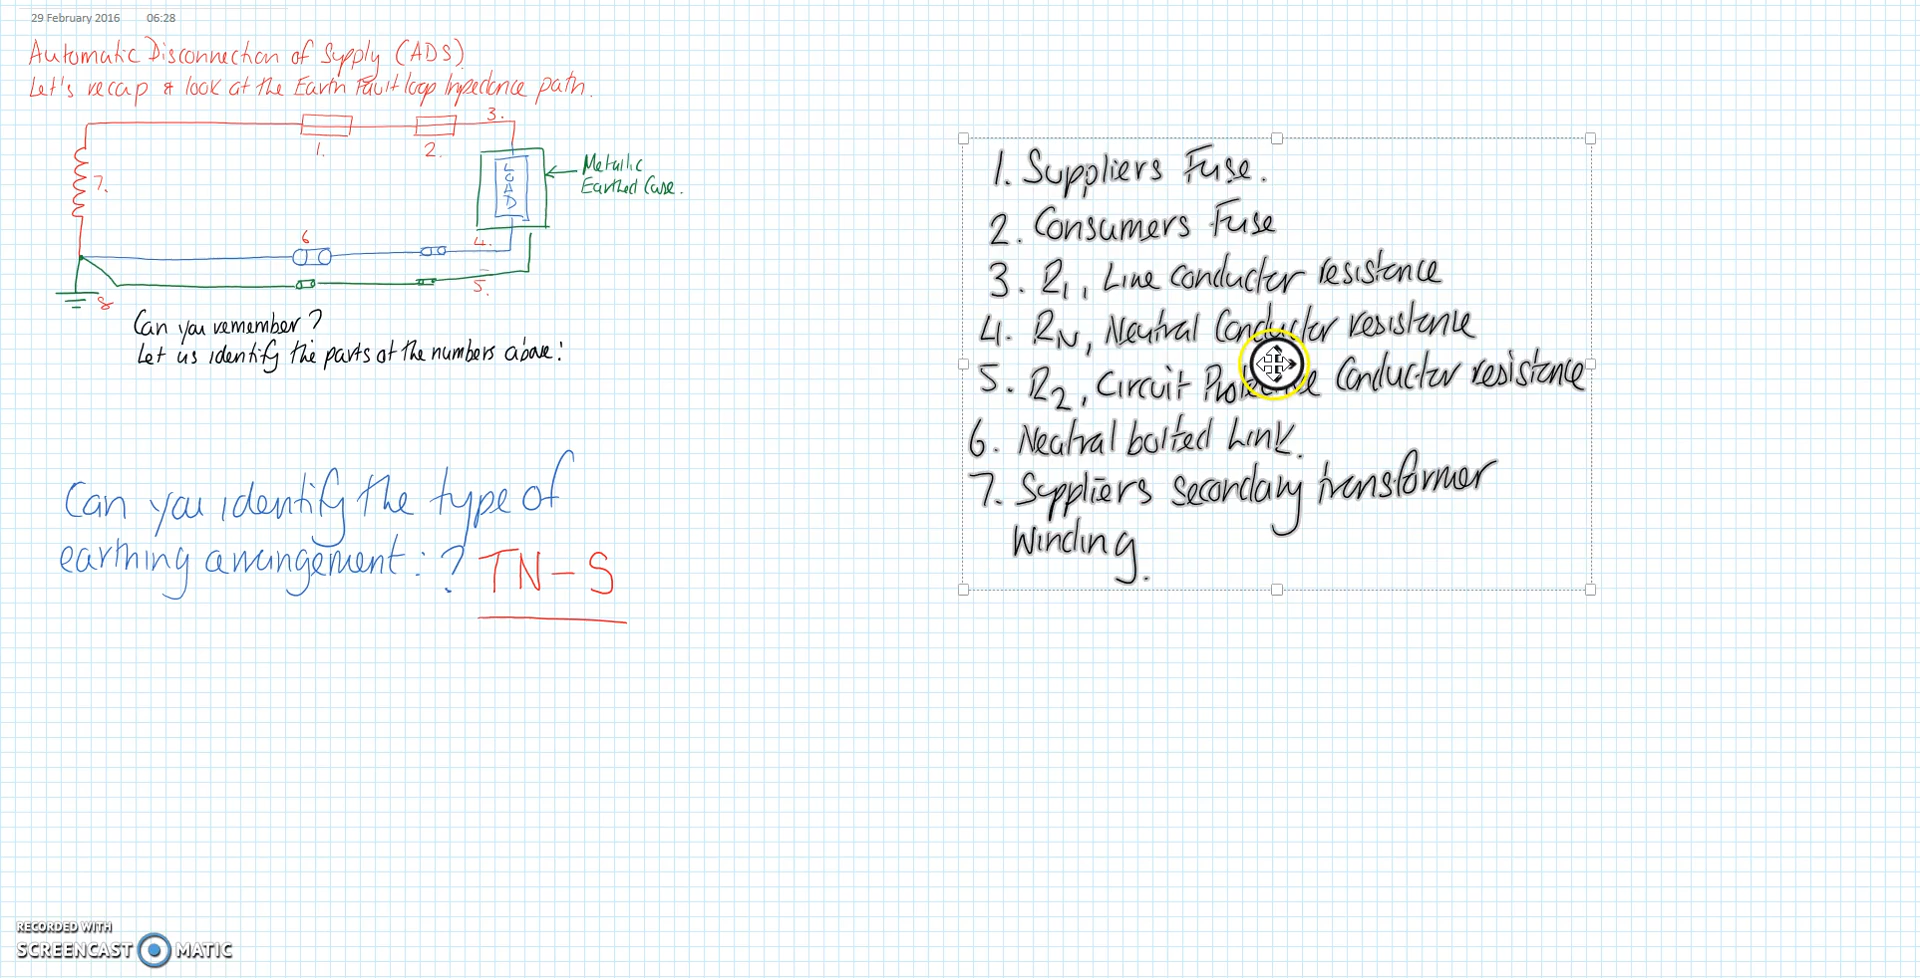 29 February 2016 06:28
Automatic Disconnection of Supply (ADS)
Let's recap & look at the Earth Fault loop Impedance path.
1.
2.
3.
7.
LOAD
Metallic
Earthed Case.
6
4.
5.
8
Can you remember?
Let us identify the parts of the numbers above:
Can you identify the type of
earthing arrangement:? TN-S
1. Suppliers Fuse.
2. Consumers Fuse
3. R1, Line conductor resistance
4. RN, Neutral Conductor resistance
5. R2, Circuit Protective Conductor resistance
6. Neutral bolted Link.
7. Suppliers secondary transformer
Winding.
RECORDED WITH
SCREENCAST MATIC